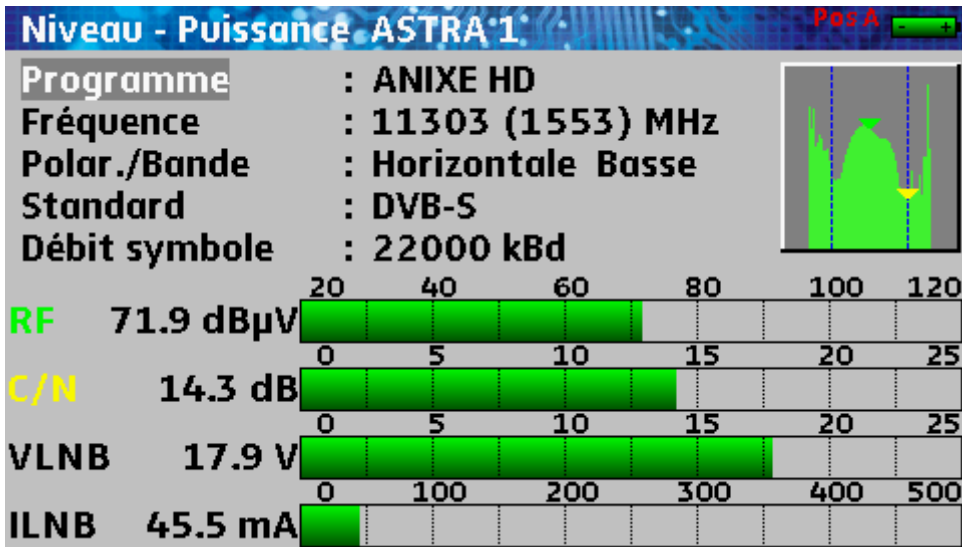 Niveau - Puissance ASTRA 1 Pos A - +
Programme : ANIXE HD
Fréquence : 11303 (1553) MHz
Polar./Bande : Horizontale Basse
Standard : DVB-S
Débit symbole : 22000 kBd
20 40 60 80 100 120
RF 71.9 dBµV
0 5 10 15 20 25
C/N 14.3 dB
0 5 10 15 20 25
VLNB 17.9 V
0 100 200 300 400 500
ILNB 45.5 mA